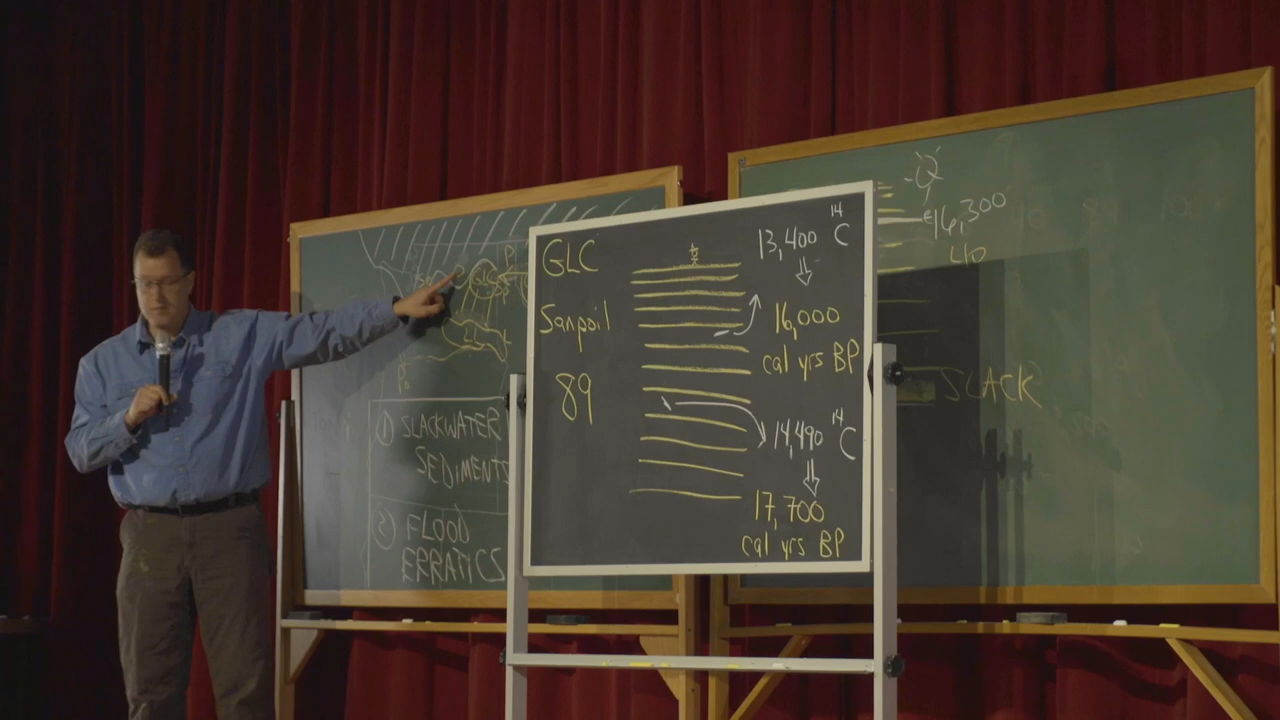 GLC
Sanpoil
89
13,400 14C
16,000
cal yrs BP
14,490 14C
17,700
cal yrs BP
GLC
① SLACKWATER
SEDIMENTS
② FLOOD
ERRATICS
16,300
SLACK